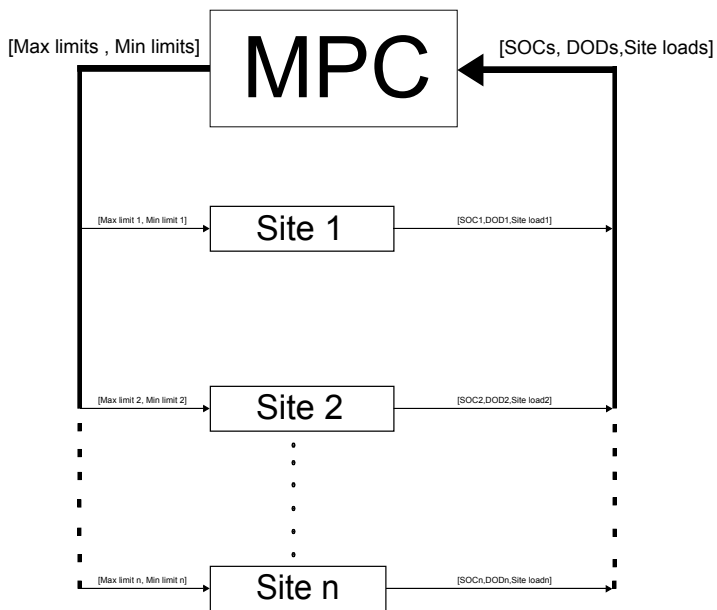 [Max limits , Min limits]
MPC
[SOCs, DODs,Site loads]
[Max limit 1, Min limit 1]
Site 1
[SOC1,DOD1,Site load1]
[Max limit 2, Min limit 2]
Site 2
[SOC2,DOD2,Site load2]
[Max limit n, Min limit n]
Site n
[SOCn,DODn,Site loadn]